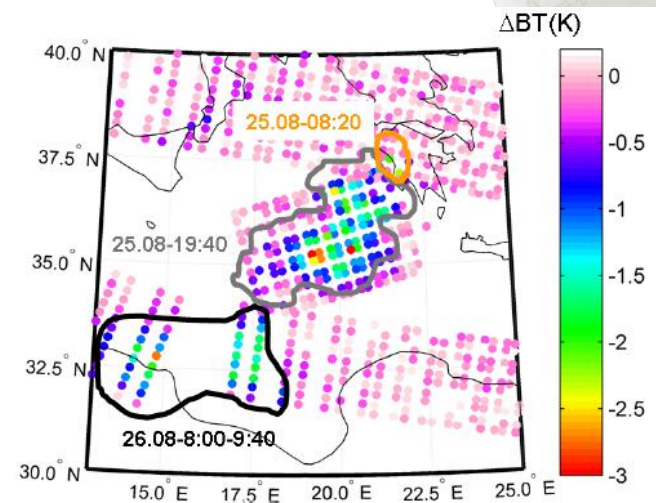 ΔBT(K)
40.0° N
37.5° N
35.0° N
32.5° N
30.0° N
15.0° E
17.5° E
20.0° E
22.5° E
25.0° E
25.08-08:20
25.08-19:40
26.08-8:00-9:40
0
-0.5
-1
-1.5
-2
-2.5
-3